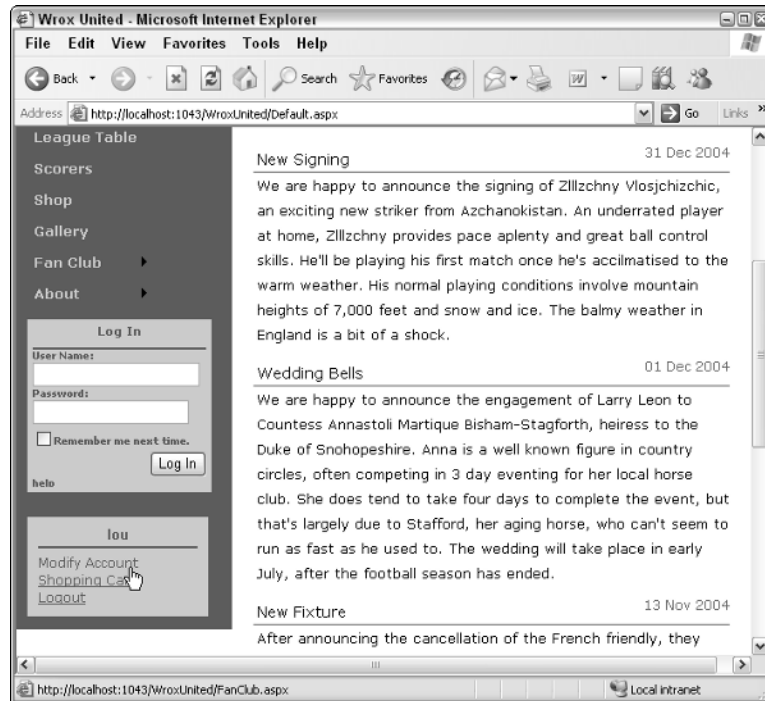 Wrox United - Microsoft Internet Explorer
File Edit View Favorites Tools Help
Back Search Favorites
Address http://localhost:1043/WroxUnited/Default.aspx Go Links »
League Table
Scorers
Shop
Gallery
Fan Club
About
Log In
User Name:
Password:
Remember me next time.
Log In
help
lou
Modify Account
Shopping Ca
Logout
New Signing 31 Dec 2004
We are happy to announce the signing of Zlllzchny Vlosjchizchic,
an exciting new striker from Azchanokistan. An underrated player
at home, Zlllzchny provides pace aplenty and great ball control
skills. He'll be playing his first match once he's accilmatised to the
warm weather. His normal playing conditions involve mountain
heights of 7,000 feet and snow and ice. The balmy weather in
England is a bit of a shock.
Wedding Bells 01 Dec 2004
We are happy to announce the engagement of Larry Leon to
Countess Annastoli Martique Bisham-Stagforth, heiress to the
Duke of Snohopeshire. Anna is a well known figure in country
circles, often competing in 3 day eventing for her local horse
club. She does tend to take four days to complete the event, but
that's largely due to Stafford, her aging horse, who can't seem to
run as fast as he used to. The wedding will take place in early
July, after the football season has ended.
New Fixture 13 Nov 2004
After announcing the cancellation of the French friendly, they
http://localhost:1043/WroxUnited/FanClub.aspx Local intranet